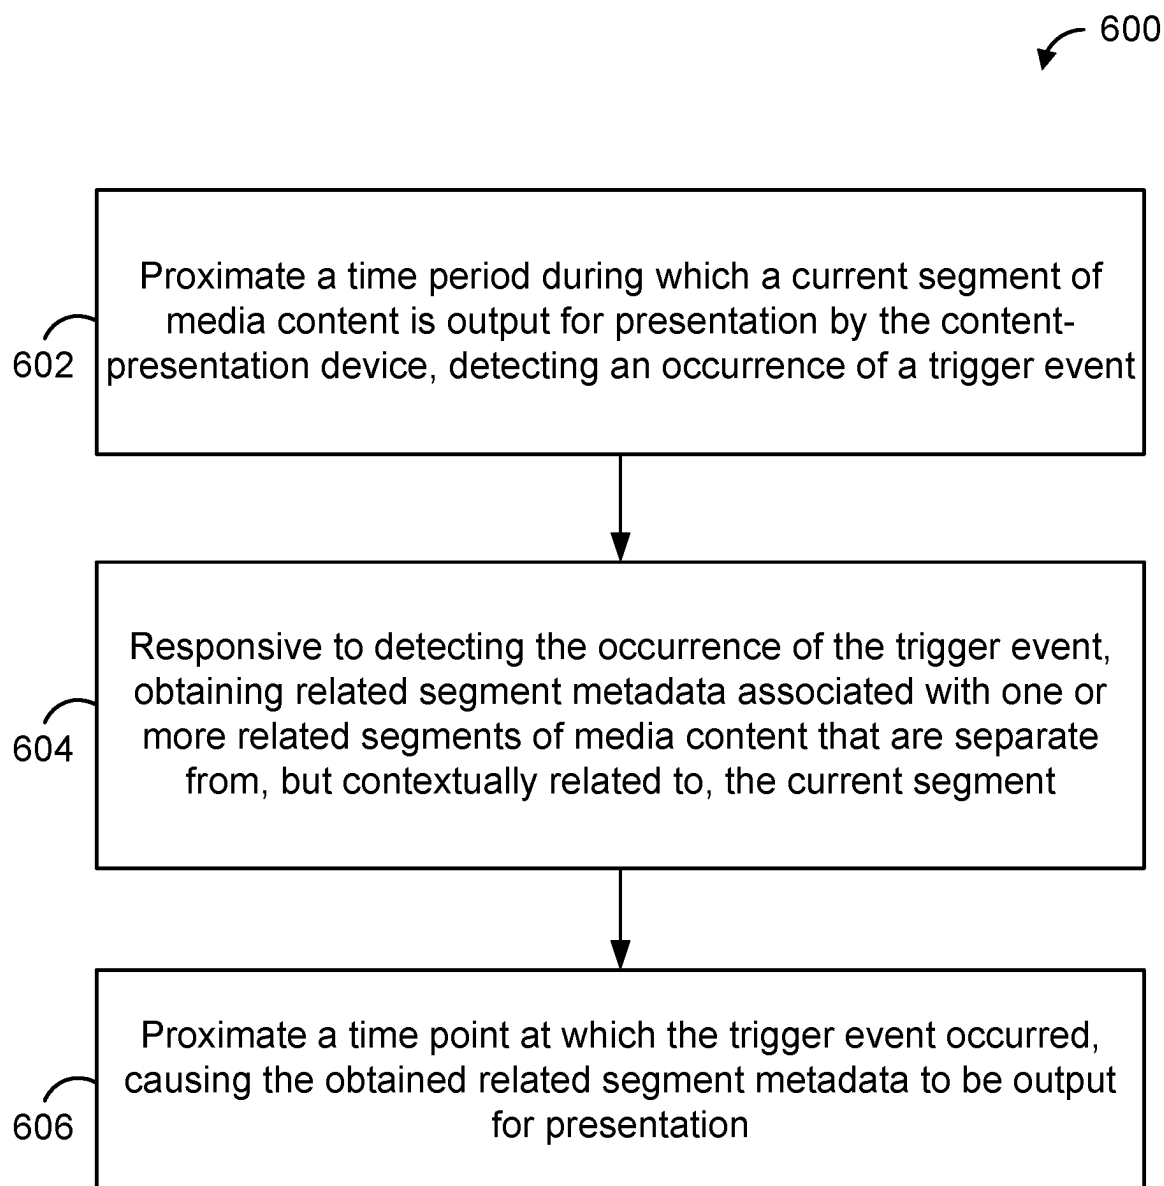 600
Proximate a time period during which a current segment of
media content is output for presentation by the content-
presentation device, detecting an occurrence of a trigger event
602
Responsive to detecting the occurrence of the trigger event,
obtaining related segment metadata associated with one or
more related segments of media content that are separate
from, but contextually related to, the current segment
604
Proximate a time point at which the trigger event occurred,
causing the obtained related segment metadata to be output
for presentation
606